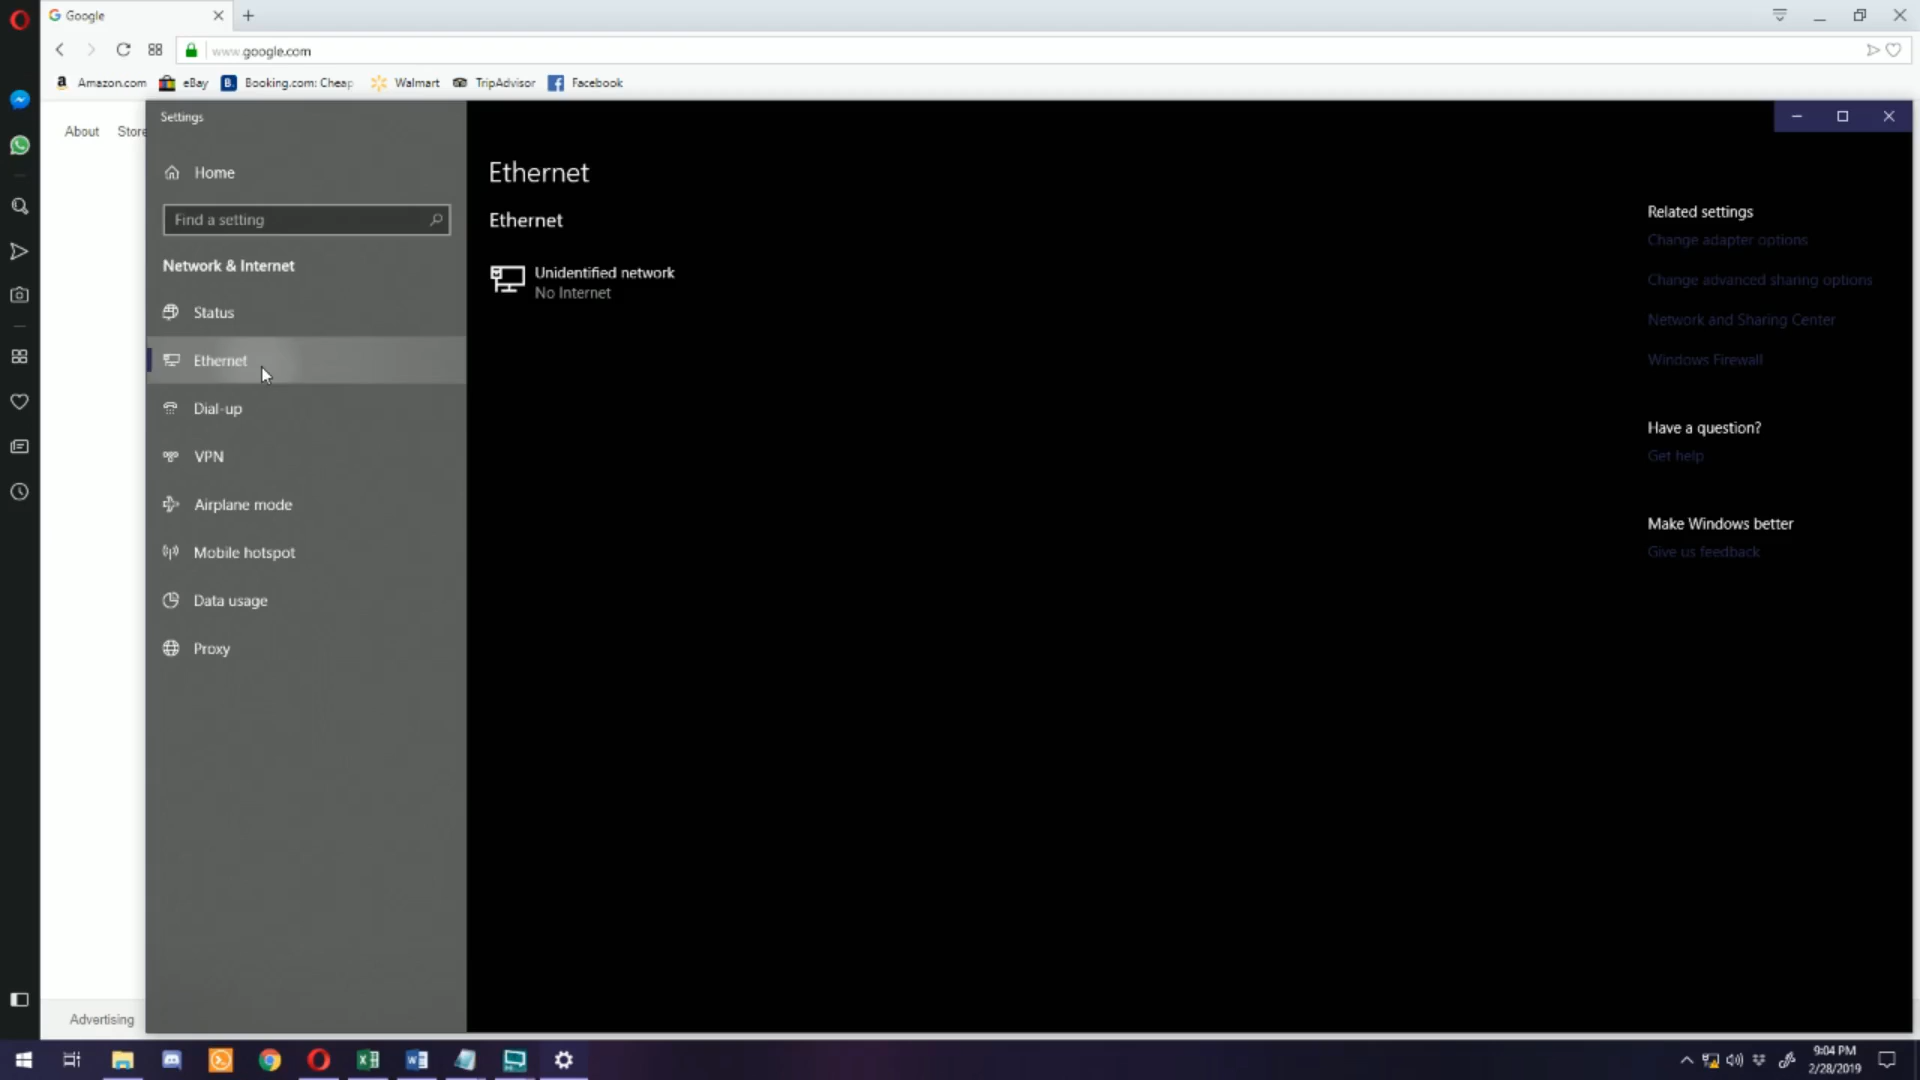 Google
www.google.com
Amazon.com
eBay
Booking.com: Cheap
Walmart
TripAdvisor
Facebook
About
Store
Settings
Home
Find a setting
Network & Internet
Status
Ethernet
Dial-up
VPN
Airplane mode
Mobile hotspot
Data usage
Proxy
Ethernet
Ethernet
Unidentified network
No Internet
Related settings
Change adapter options
Change advanced sharing options
Network and Sharing Center
Windows Firewall
Have a question?
Get help
Make Windows better
Give us feedback
Advertising
9:04 PM
2/28/2019